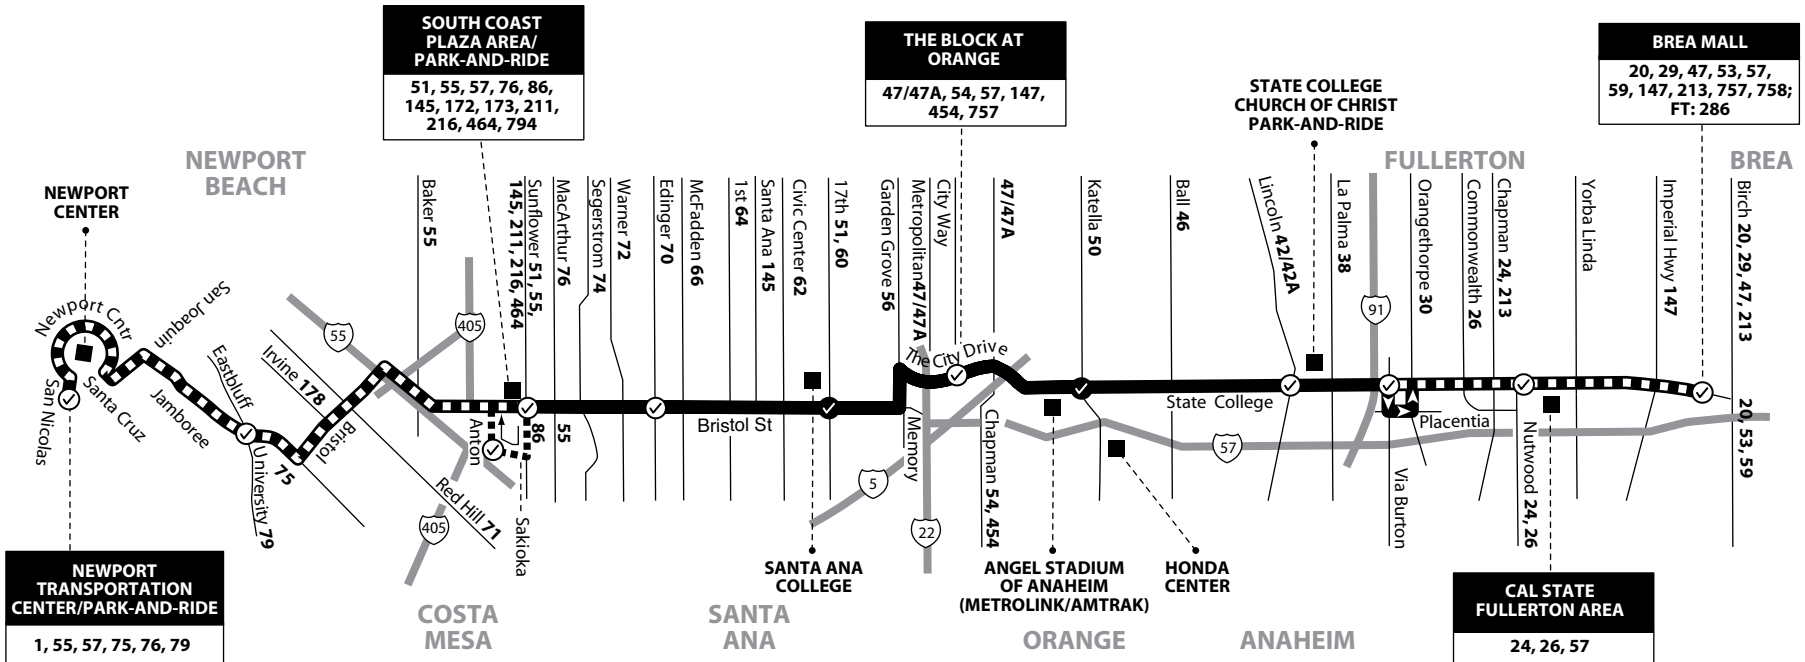 SOUTH COAST
PLAZA AREA/
PARK-AND-RIDE
51, 55, 57, 76, 86,
145, 172, 173, 211,
216, 464, 794
THE BLOCK AT
ORANGE
47/47A, 54, 57, 147,
454, 757
BREA MALL
20, 29, 47, 53, 57,
59, 147, 213, 757, 758;
FT: 286
STATE COLLEGE
CHURCH OF CHRIST
PARK-AND-RIDE
NEWPORT
BEACH
FULLERTON
BREA
NEWPORT
CENTER
Baker 55
Sunflower 51, 55,
145, 211, 216, 464
MacArthur 76
Segerstrom 74
Warner 72
Edinger 70
McFadden 66
1st 64
Santa Ana 145
Civic Center 62
17th 51, 60
Garden Grove 56
Metropolitan47/47A
City Way
47/47A
Katella 50
Ball 46
Lincoln 42/42A
La Palma 38
91
Orangethorpe 30
Commonwealth 26
Chapman 24, 213
Yorba Linda
Imperial Hwy 147
Birch 20, 29, 47, 213
Newport Cntr
San Joaquin
San Nicolas
Santa Cruz
Jamboree
Eastbluff
University 79
75
Irvine 178
Bristol
55
405
Red Hill 71
405
Anton
86
55
Sakioka
Bristol St
The City Drive
Memory
5
22
Chapman 54, 454
State College
57
Placentia
Via Burton
Nutwood 24, 26
20, 53, 59
SANTA ANA
COLLEGE
ANGEL STADIUM
OF ANAHEIM
(METROLINK/AMTRAK)
HONDA
CENTER
NEWPORT
TRANSPORTATION
CENTER/PARK-AND-RIDE
1, 55, 57, 75, 76, 79
COSTA
MESA
SANTA
ANA
ORANGE
ANAHEIM
CAL STATE
FULLERTON AREA
24, 26, 57